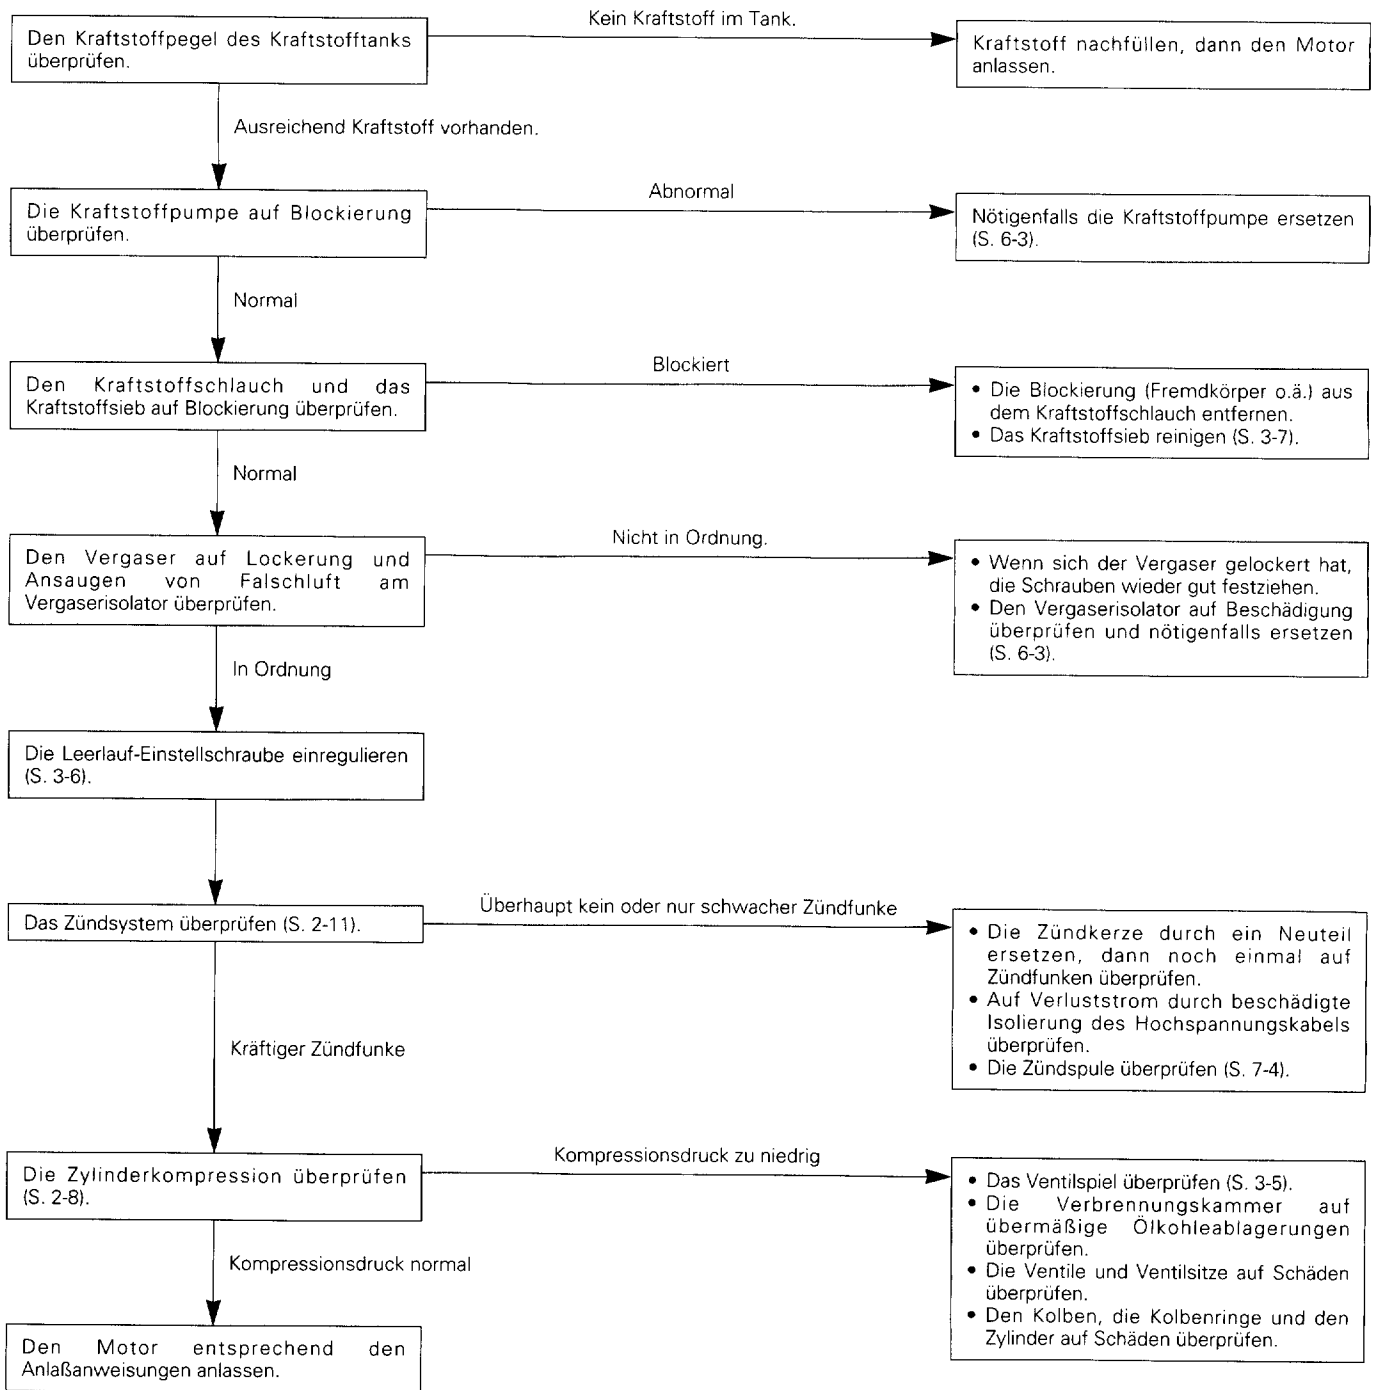 Kein Kraftstoff im Tank.
Den Kraftstoffpegel des Kraftstofftanks
überprüfen.
Kraftstoff nachfüllen, dann den Motor
anlassen.
Ausreichend Kraftstoff vorhanden.
Abnormal
Die Kraftstoffpumpe auf Blockierung
überprüfen.
Nötigenfalls die Kraftstoffpumpe ersetzen
(S. 6-3).
Normal
Blockiert
Den Kraftstoffschlauch und das
Kraftstoffsieb auf Blockierung überprüfen.
• Die Blockierung (Fremdkörper o.ä.) aus
dem Kraftstoffschlauch entfernen.
• Das Kraftstoffsieb reinigen (S. 3-7).
Normal
Nicht in Ordnung.
Den Vergaser auf Lockerung und
Ansaugen von Falschluft am
Vergaserisolator überprüfen.
• Wenn sich der Vergaser gelockert hat,
die Schrauben wieder gut festziehen.
• Den Vergaserisolator auf Beschädigung
überprüfen und nötigenfalls ersetzen
(S. 6-3).
In Ordnung
Die Leerlauf-Einstellschraube einregulieren
(S. 3-6).
Überhaupt kein oder nur schwacher Zündfunke
Das Zündsystem überprüfen (S. 2-11).
• Die Zündkerze durch ein Neuteil
ersetzen, dann noch einmal auf
Zündfunken überprüfen.
• Auf Verluststrom durch beschädigte
Isolierung des Hochspannungskabels
überprüfen.
• Die Zündspule überprüfen (S. 7-4).
Kräftiger Zündfunke
Kompressionsdruck zu niedrig
Die Zylinderkompression überprüfen
(S. 2-8).
• Das Ventilspiel überprüfen (S. 3-5).
• Die Verbrennungskammer auf
übermäßige Ölkohleablagerungen
überprüfen.
• Die Ventile und Ventilsitze auf Schäden
überprüfen.
• Den Kolben, die Kolbenringe und den
Zylinder auf Schäden überprüfen.
Kompressionsdruck normal
Den Motor entsprechend den
Anlaßanweisungen anlassen.